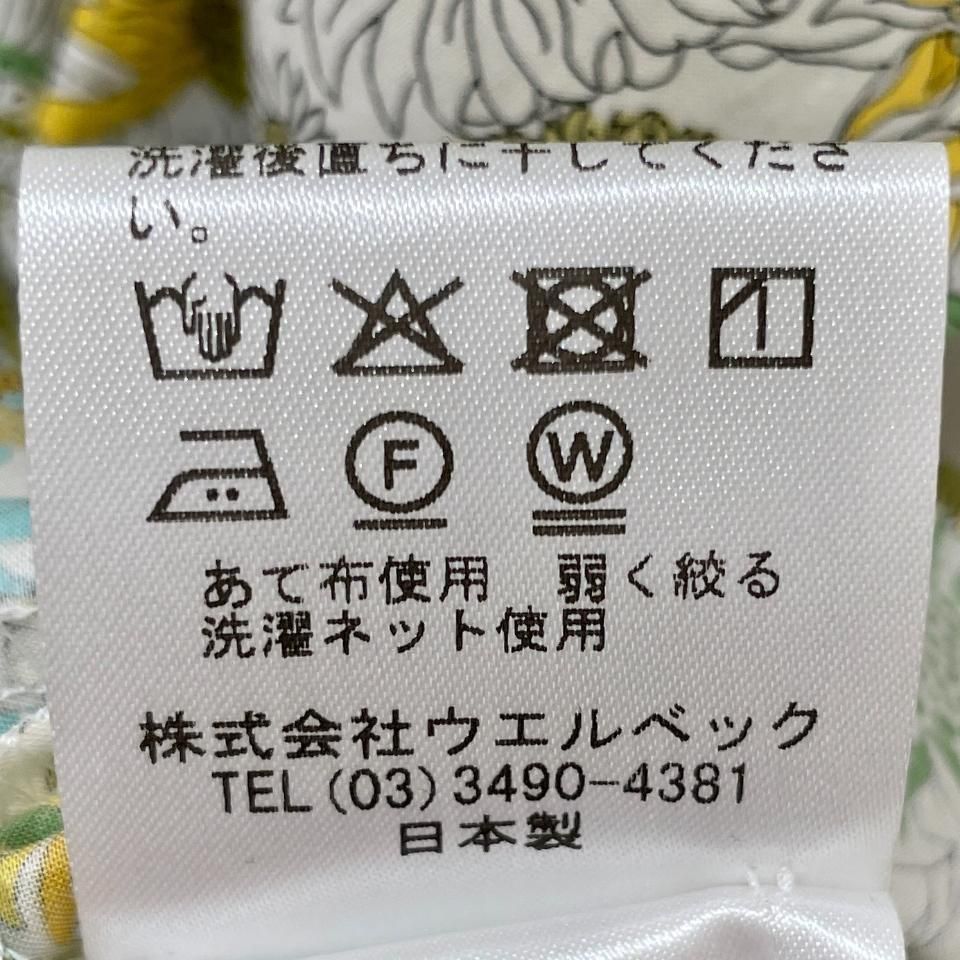 洗濯後直ちに干してくださ
い。
F W
あて布使用 弱く絞る
洗濯ネット使用
株式会社ウエルベック
TEL(03)3490-4381
日本製